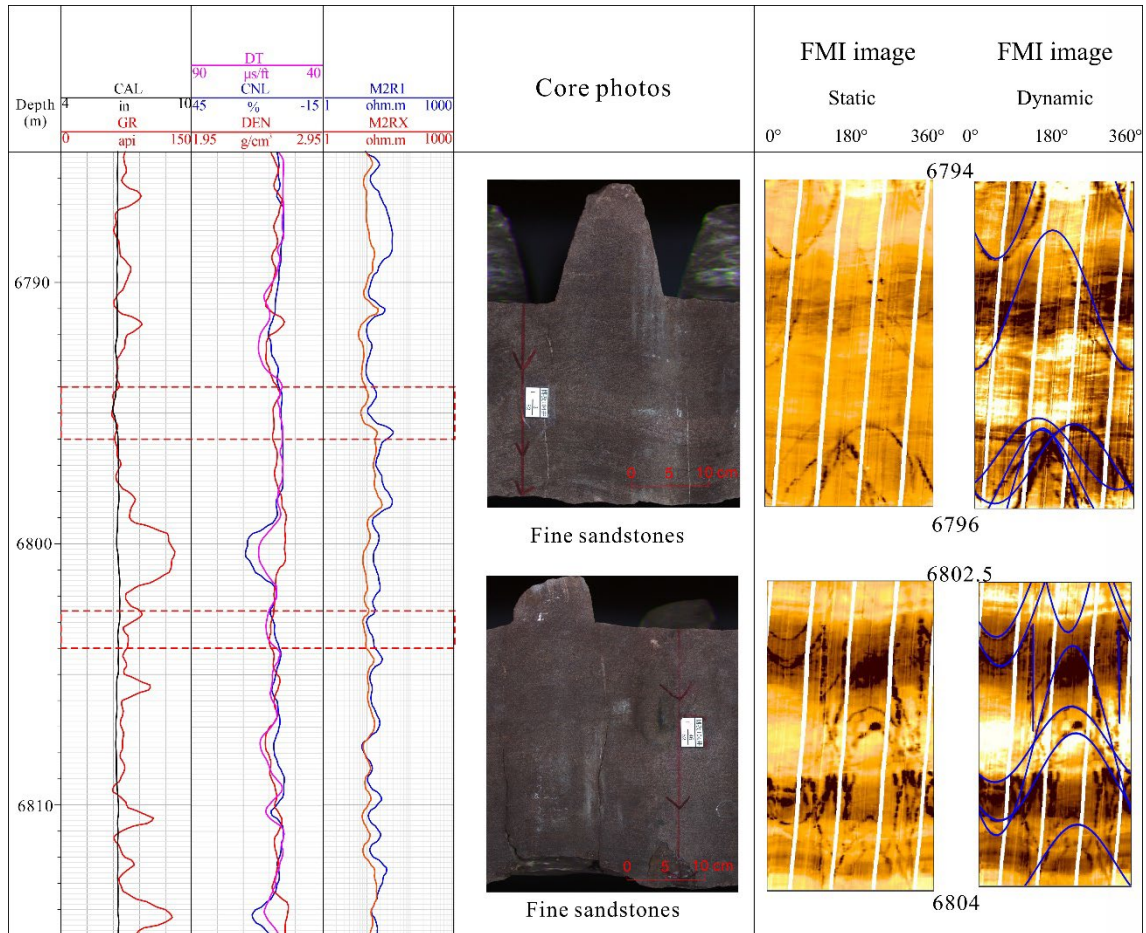 Depth
(m)
CAL
4 in 10
GR
0 api 150
DT
90 μs/ft 40
CNL
45 % -15
DEN
1.95 g/cm³ 2.95
M2R1
1 ohm.m 1000
M2RX
1 ohm.m 1000
Core photos
FMI image
Static
0° 180° 360°
FMI image
Dynamic
0° 180° 360°
6790
6800
6810
0 5 10 cm
Fine sandstones
0 5 10 cm
Fine sandstones
6794
6796
6802.5
6804